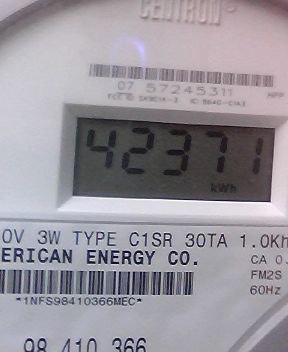 CENTRON
07 57245311
42371
kWh
0V 3W TYPE C1SR 30TA 1.0Kh
ERICAN ENERGY CO. CA 0.
FM2S
60Hz
*1NFS98410366MEC*
98 410 366